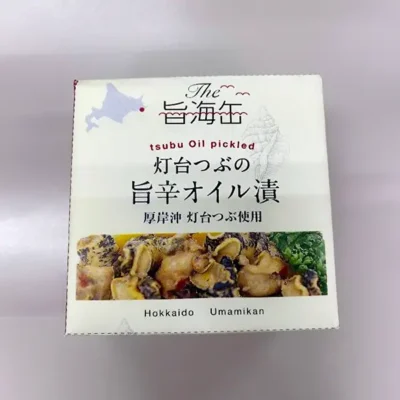 The
旨海缶
tsubu Oil pickled
灯台つぶの
旨辛オイル漬
厚岸沖 灯台つぶ使用
Hokkaido Umamikan